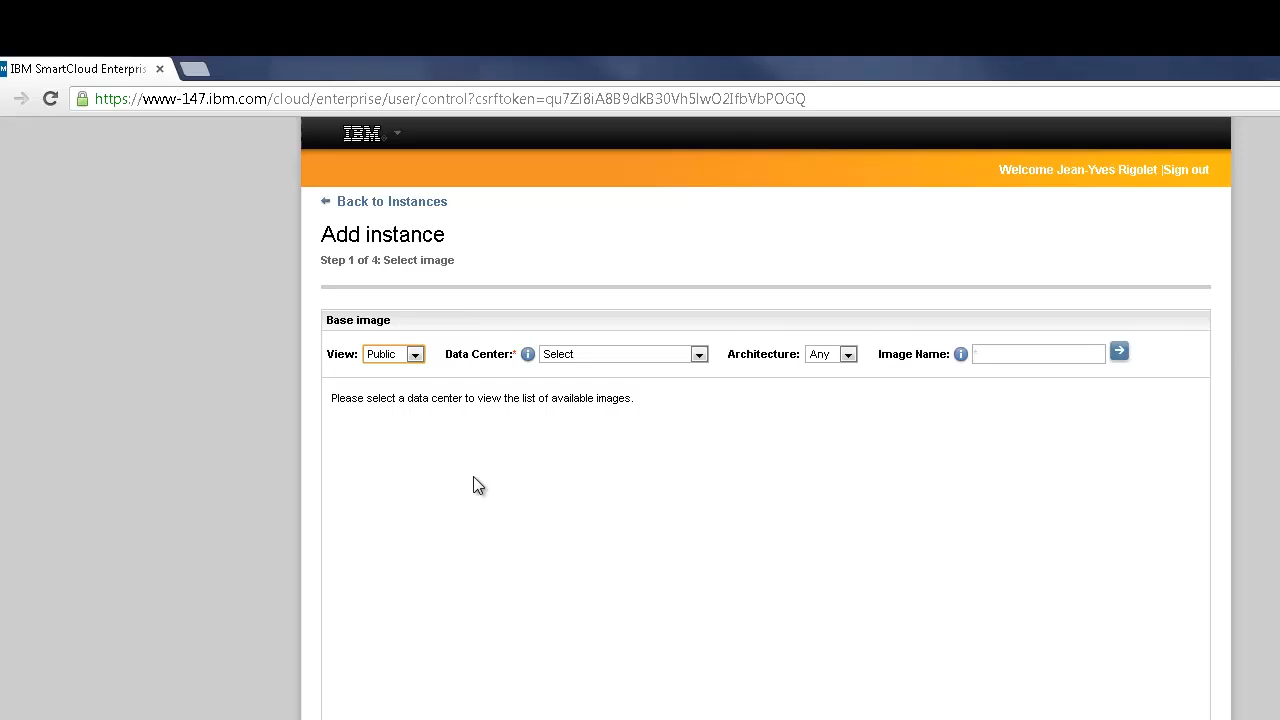 IBM SmartCloud Enterpris
https://www-147.ibm.com/cloud/enterprise/user/control?csrftoken=qu7Zi8iA8B9dkB30Vh5lwO2IfbVbPOGQ
IBM
Welcome Jean-Yves Rigolet |Sign out
Back to Instances
Add instance
Step 1 of 4: Select image
Base image
View: Public Data Center:* Select Architecture: Any Image Name:
Please select a data center to view the list of available images.